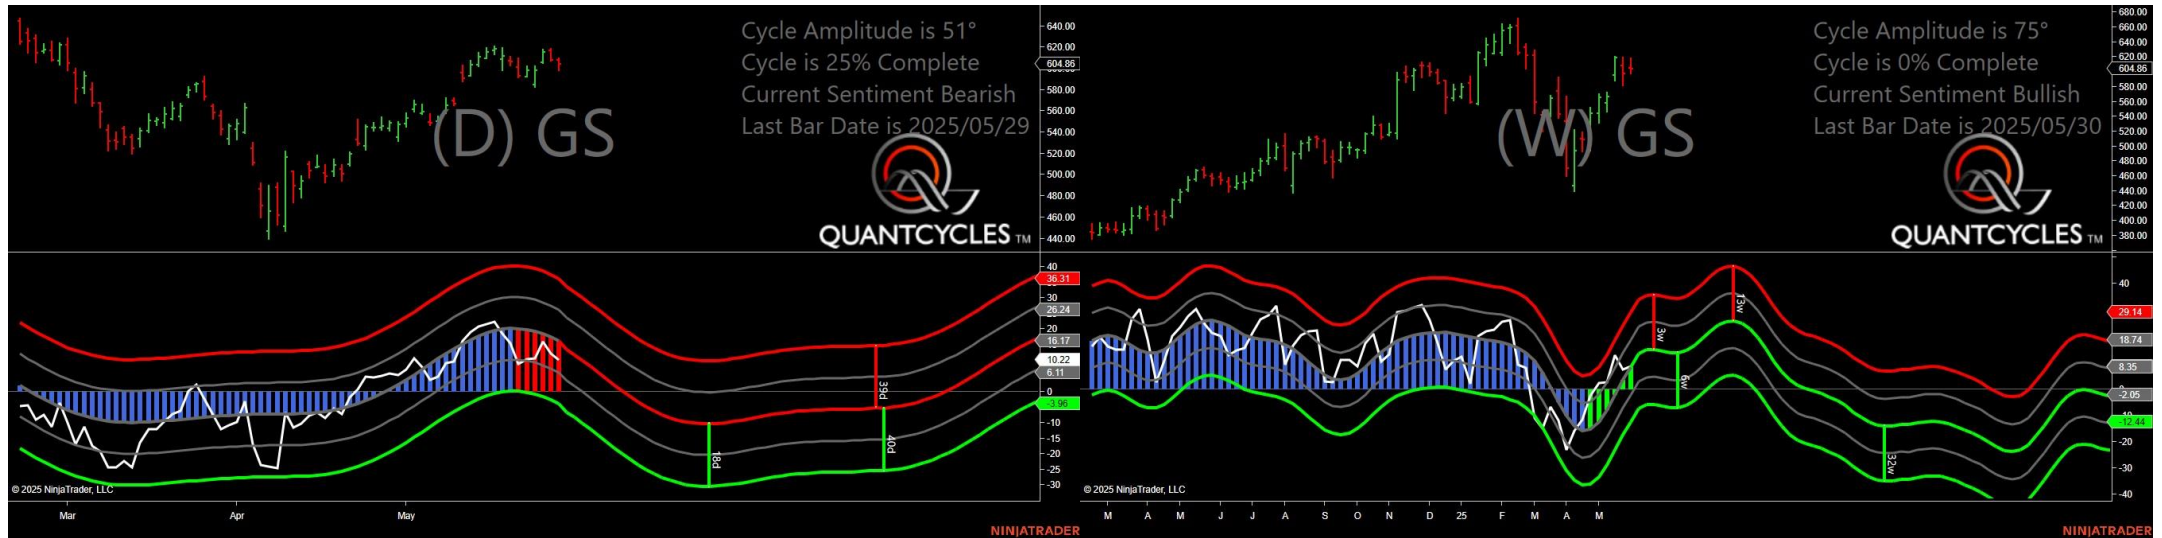 Cycle Amplitude is 51°
Cycle is 25% Complete
Current Sentiment Bearish
Last Bar Date is 2025/05/29
(D) GS
QUANTCYCLES TM
640.00
620.00
604.86
580.00
560.00
540.00
520.00
500.00
480.00
460.00
440.00
40
36.31
30
26.24
20
16.17
10.22
6.11
0
-3.96
-10
-15
-20
-25
-30
18d
39d
40d
© 2025 NinjaTrader, LLC
Mar Apr May
NINJATRADER
Cycle Amplitude is 75°
Cycle is 0% Complete
Current Sentiment Bullish
Last Bar Date is 2025/05/30
(W) GS
QUANTCYCLES TM
680.00
660.00
640.00
620.00
604.86
580.00
560.00
540.00
520.00
500.00
480.00
460.00
440.00
420.00
400.00
380.00
40
29.14
18.74
8.35
-2.05
-12.44
-20
-30
-40
3w
6w
13w
32w
© 2025 NinjaTrader, LLC
M A M J J A S O N D 25 F M A M
NINJATRADER